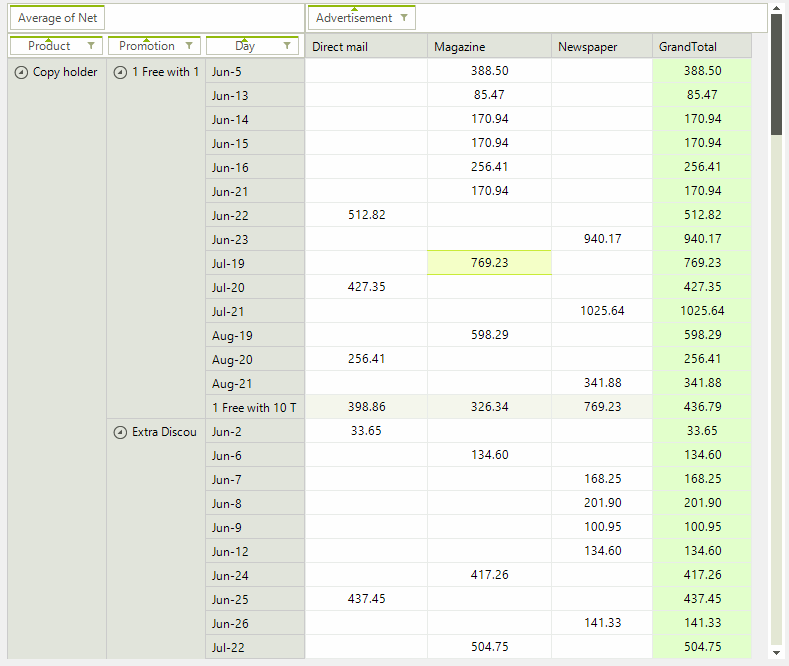 Average of Net Advertisement
Product Promotion Day Direct mail Magazine Newspaper GrandTotal
Copy holder 1 Free with 1 Jun-5 388.50 388.50
Jun-13 85.47 85.47
Jun-14 170.94 170.94
Jun-15 170.94 170.94
Jun-16 256.41 256.41
Jun-21 170.94 170.94
Jun-22 512.82 512.82
Jun-23 940.17 940.17
Jul-19 769.23 769.23
Jul-20 427.35 427.35
Jul-21 1025.64 1025.64
Aug-19 598.29 598.29
Aug-20 256.41 256.41
Aug-21 341.88 341.88
1 Free with 10 T 398.86 326.34 769.23 436.79
Extra Discou Jun-2 33.65 33.65
Jun-6 134.60 134.60
Jun-7 168.25 168.25
Jun-8 201.90 201.90
Jun-9 100.95 100.95
Jun-12 134.60 134.60
Jun-24 417.26 417.26
Jun-25 437.45 437.45
Jun-26 141.33 141.33
Jul-22 504.75 504.75